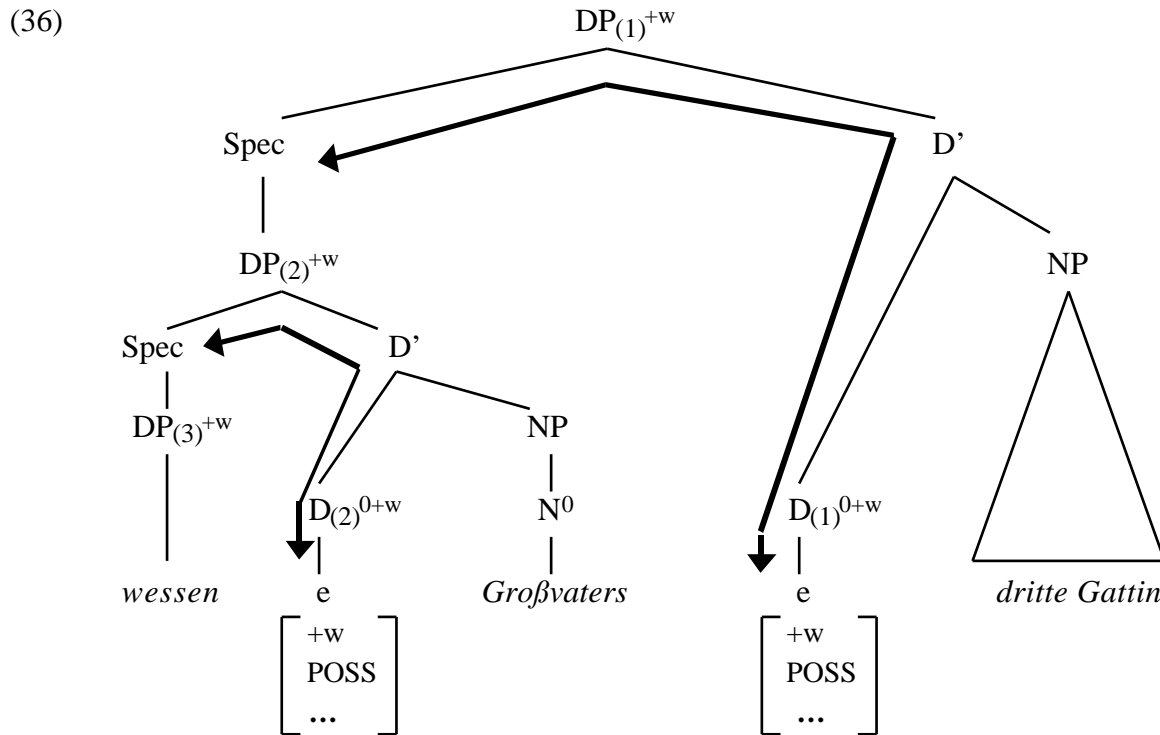 (36)
DP(1)+w
Spec D’
DP(2)+w NP
Spec D’
DP(3)+w NP
D(2)0+w N0 D(1)0+w
wessen e Großvaters e dritte Gattin
+w +w
POSS POSS
... ...